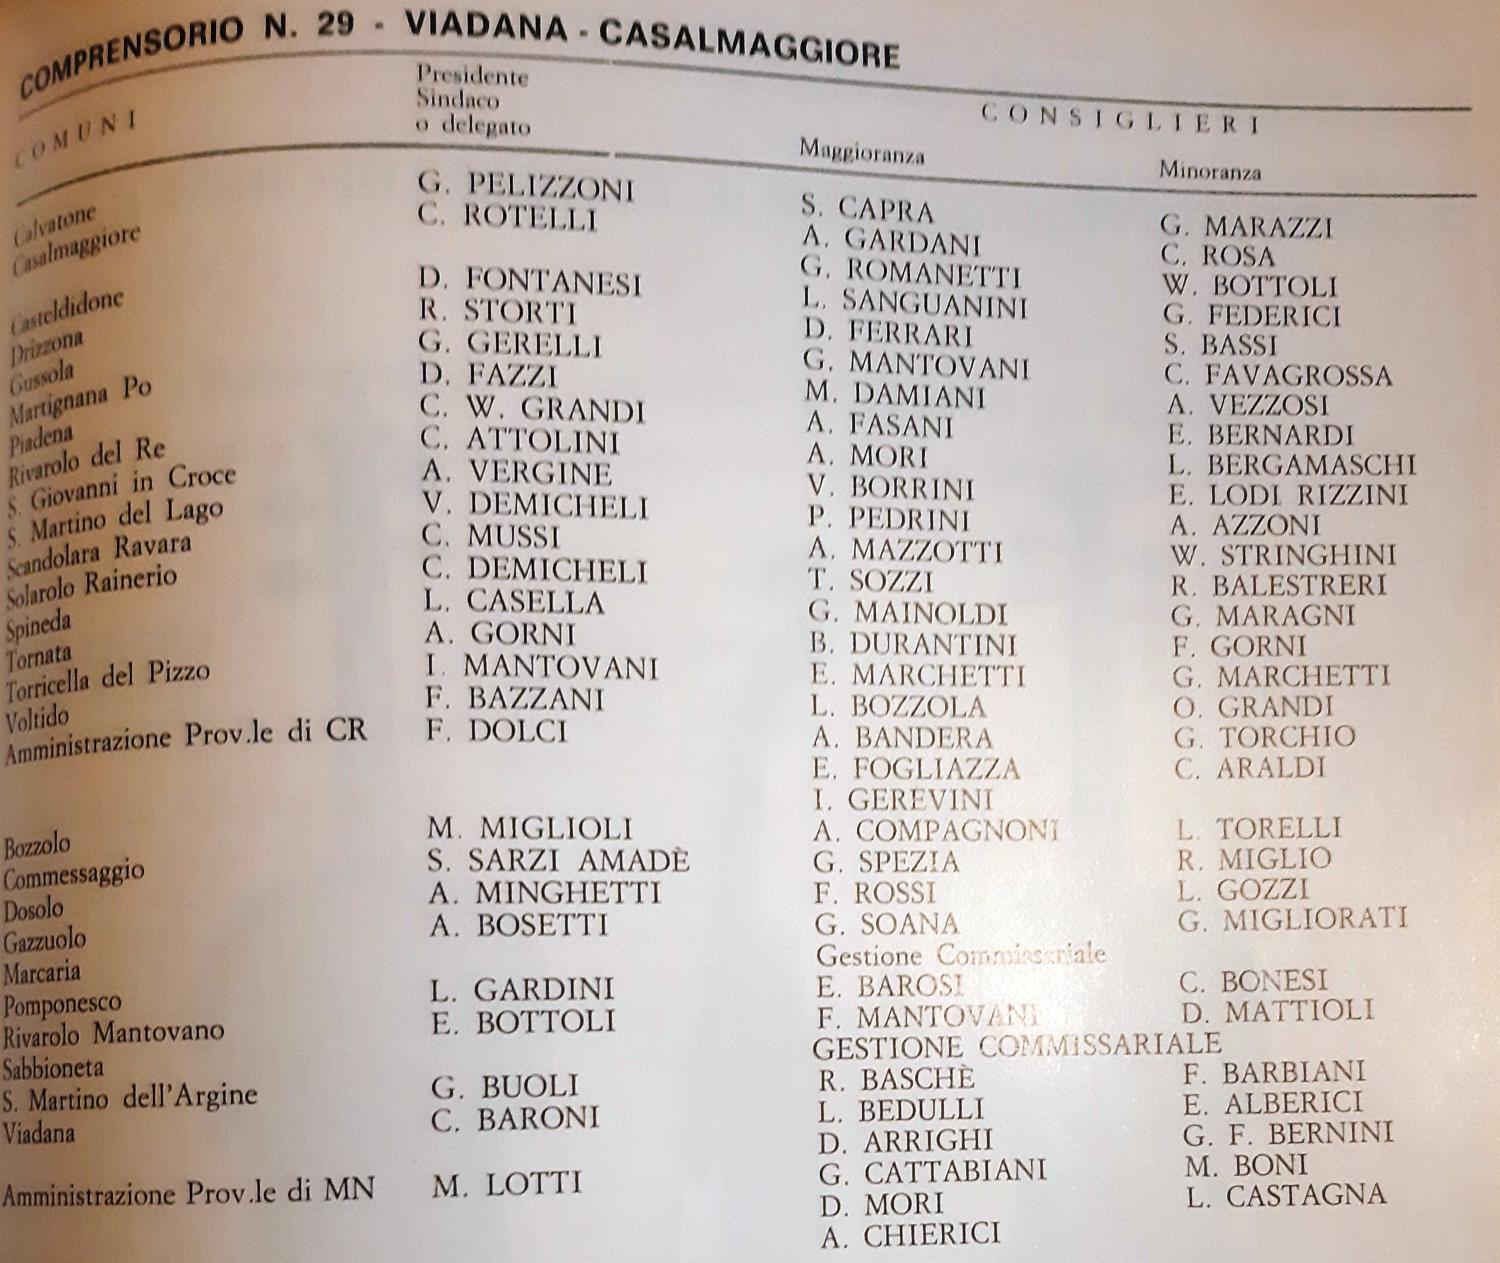 COMPRENSORIO N. 29 - VIADANA - CASALMAGGIORE
COMUNI Presidente Sindaco o delegato CONSIGLIERI
Maggioranza Minoranza
Calvatone G. PELIZZONI S. CAPRA G. MARAZZI
Casalmaggiore C. ROTELLI A. GARDANI C. ROSA
G. ROMANETTI W. BOTTOLI
Casteldidone D. FONTANESI L. SANGUANINI G. FEDERICI
Drizzona R. STORTI D. FERRARI S. BASSI
Gussola G. GERELLI G. MANTOVANI C. FAVAGROSSA
Martignana Po D. FAZZI M. DAMIANI A. VEZZOSI
Piadena C. W. GRANDI A. FASANI E. BERNARDI
Rivarolo del Re C. ATTOLINI A. MORI L. BERGAMASCHI
S. Giovanni in Croce A. VERGINE V. BORRINI E. LODI RIZZINI
S. Martino del Lago V. DEMICHELI P. PEDRINI A. AZZONI
Scandolara Ravara C. MUSSI A. MAZZOTTI W. STRINGHINI
Solarolo Rainerio C. DEMICHELI T. SOZZI R. BALESTRERI
Spineda L. CASELLA G. MAINOLDI G. MARAGNI
Tornata A. GORNI B. DURANTINI F. GORNI
Torricella del Pizzo I. MANTOVANI E. MARCHETTI G. MARCHETTI
Voltido F. BAZZANI L. BOZZOLA O. GRANDI
Amministrazione Prov.le di CR F. DOLCI A. BANDERA G. TORCHIO
E. FOGLIAZZA C. ARALDI
I. GEREVINI
Bozzolo M. MIGLIOLI A. COMPAGNONI L. TORELLI
Commessaggio S. SARZI AMADÈ G. SPEZIA R. MIGLIO
Dosolo A. MINGHETTI F. ROSSI L. GOZZI
Gazzuolo A. BOSETTI G. SOANA G. MIGLIORATI
Marcaria Gestione Commissariale
Pomponesco L. GARDINI E. BAROSI C. BONESI
Rivarolo Mantovano E. BOTTOLI F. MANTOVANI D. MATTIOLI
Sabbioneta GESTIONE COMMISSARIALE
S. Martino dell'Argine G. BUOLI R. BASCHÈ F. BARBIANI
Viadana C. BARONI L. BEDULLI E. ALBERICI
D. ARRIGHI G. F. BERNINI
Amministrazione Prov.le di MN M. LOTTI G. CATTABIANI M. BONI
D. MORI L. CASTAGNA
A. CHIERICI